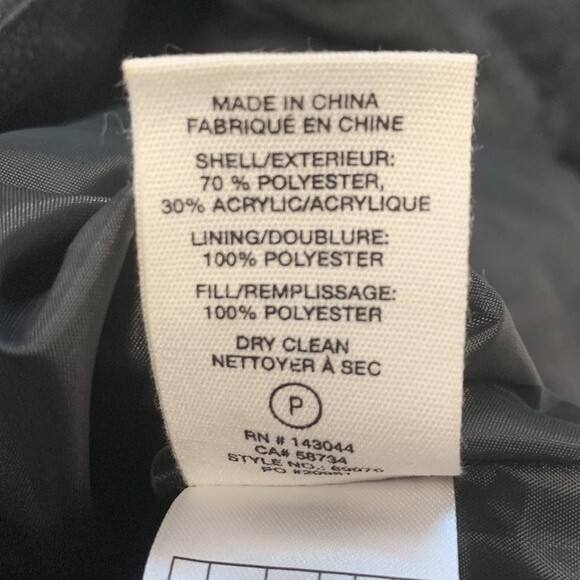 MADE IN CHINA
FABRIQUÉ EN CHINE
SHELL/EXTERIEUR:
70 % POLYESTER,
30% ACRYLIC/ACRYLIQUE
LINING/DOUBLURE:
100% POLYESTER
FILL/REMPLISSAGE:
100% POLYESTER
DRY CLEAN
NETTOYER À SEC
P
RN # 143044
CA# 58734
STYLE NO.:
PO